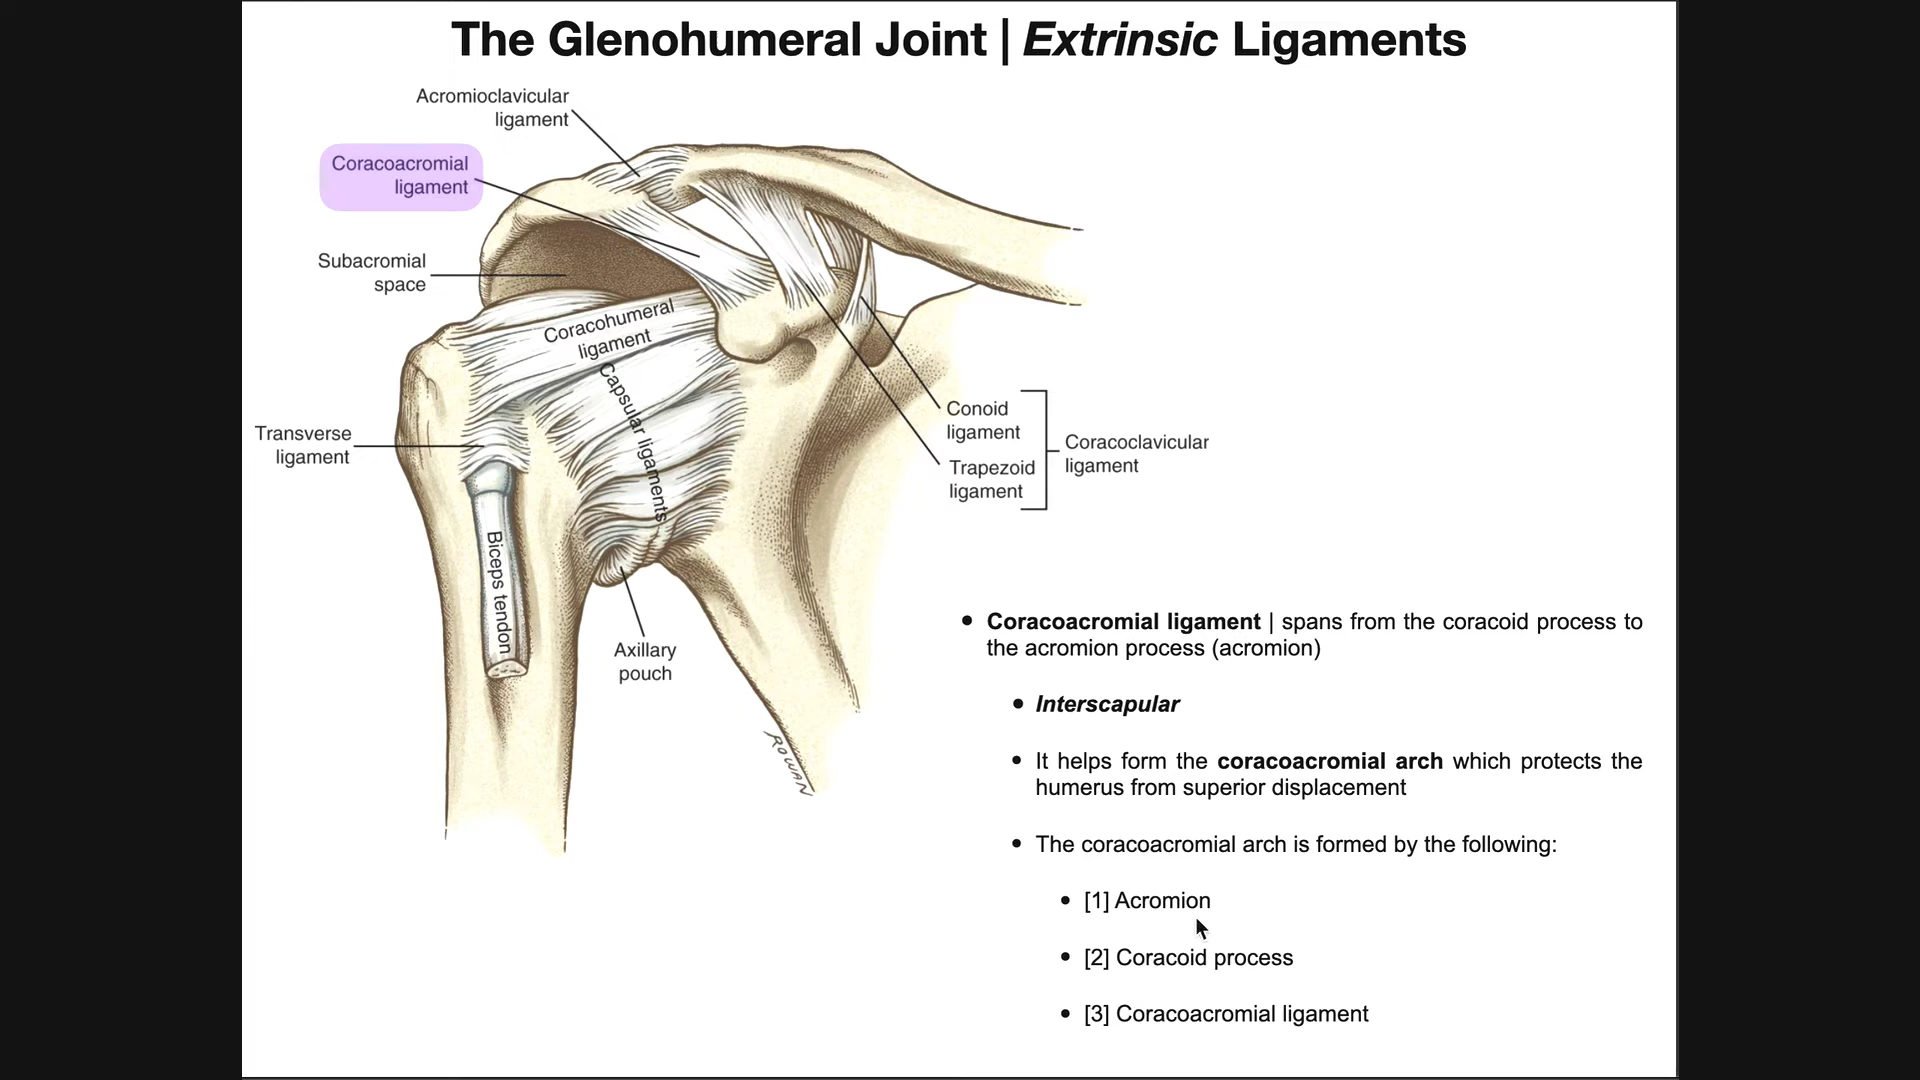 The Glenohumeral Joint | Extrinsic Ligaments
Acromioclavicular
ligament
Coracoacromial
ligament
Subacromial
space
Coracohumeral
ligament
Capsular ligaments
Transverse
ligament
Biceps tendon
Axillary
pouch
Conoid
ligament
Trapezoid
ligament
Coracoclavicular
ligament
ROWAN
• Coracoacromial ligament | spans from the coracoid process to
the acromion process (acromion)
• Interscapular
• It helps form the coracoacromial arch which protects the
humerus from superior displacement
• The coracoacromial arch is formed by the following:
• [1] Acromion
• [2] Coracoid process
• [3] Coracoacromial ligament